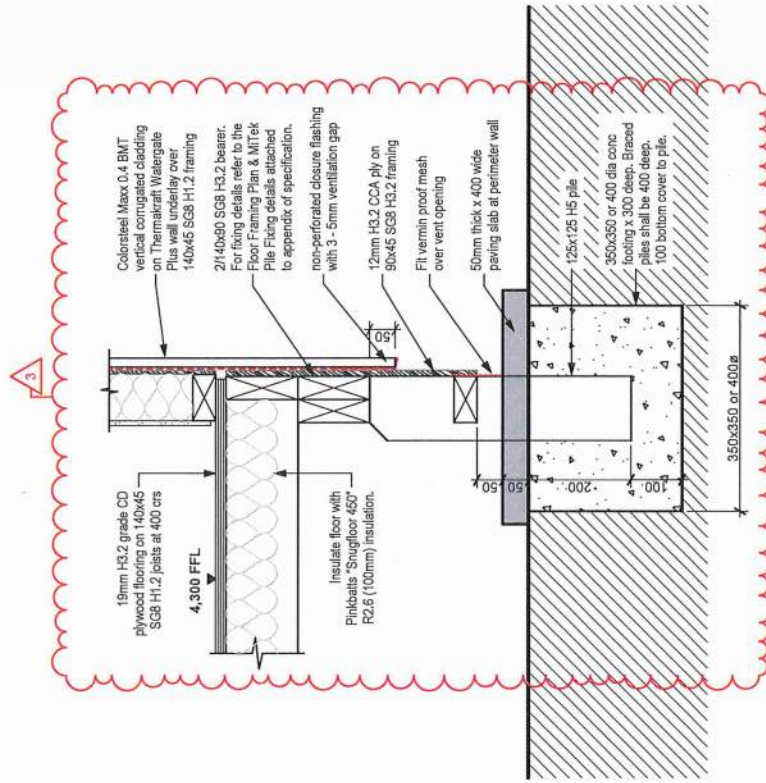 3
Colorsteel Maxx 0.4 BMT
vertical corrugated cladding
on Thermakraft Watergate
Plus wall underlay over
140x45 SG8 H1.2 framing
2/140x90 SG8 H3.2 bearer.
For fixing details refer to the
Floor Framing Plan & MiTek
Pile Fixing details attached
to appendix of specification.
non-perforated closure flashing
with 3 - 5mm ventilation gap
12mm H3.2 CCA ply on
90x45 SG8 H3.2 framing
Fit vermin proof mesh
over vent opening
50mm thick x 400 wide
paving slab at perimeter wall
125x125 H5 pile
350x350 or 400 dia conc
footing x 300 deep. Braced
piles shall be 400 deep.
100 bottom cover to pile.
19mm H3.2 grade CD
plywood flooring on 140x45
SG8 H1.2 joists at 400 crs
4,300 FFL
Insulate floor with
Pinkbatts "Snugfloor 450"
R2.6 (100mm) insulation.
50
50
50
200
100
350x350 or 400ø